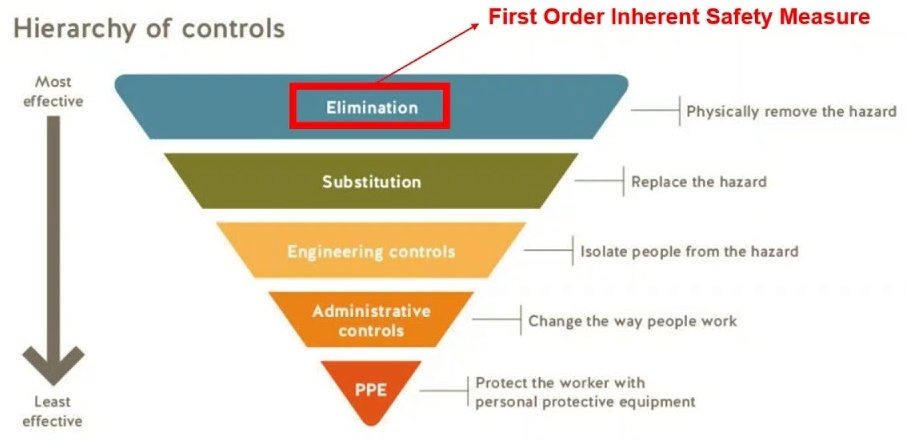 First Order Inherent Safety Measure
Hierarchy of controls
Most
effective
Elimination
Physically remove the hazard
Substitution
Replace the hazard
Engineering controls
Isolate people from the hazard
Administrative
controls
Change the way people work
PPE
Protect the worker with
personal protective equipment
Least
effective